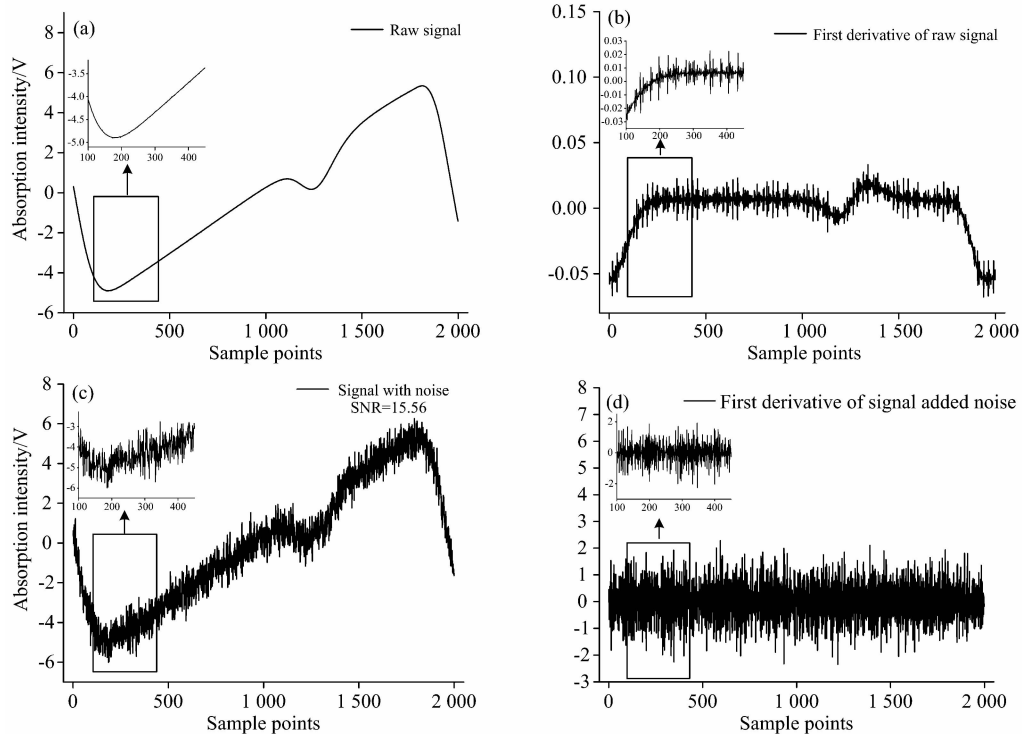 (a)
Raw signal
Absorption intensity/V
8
6
4
2
0
-2
-4
-6
-3.5
-4.0
-4.5
-5.0
100 200 300 400
0 500 1 000 1 500 2 000
Sample points
(b)
First derivative of raw signal
0.15
0.10
0.05
0.00
-0.05
0.03
0.02
0.01
0.00
-0.01
-0.02
-0.03
100 200 300 400
0 500 1 000 1 500 2 000
Sample points
(c)
Signal with noise
SNR=15.56
Absorption intensity/V
8
6
4
2
0
-2
-4
-6
-3
-4
-5
-6
100 200 300 400
0 500 1 000 1 500 2 000
Sample points
(d)
First derivative of signal added noise
8
7
6
5
4
3
2
1
0
-1
-2
-3
2
0
-2
100 200 300 400
0 500 1 000 1 500 2 000
Sample points